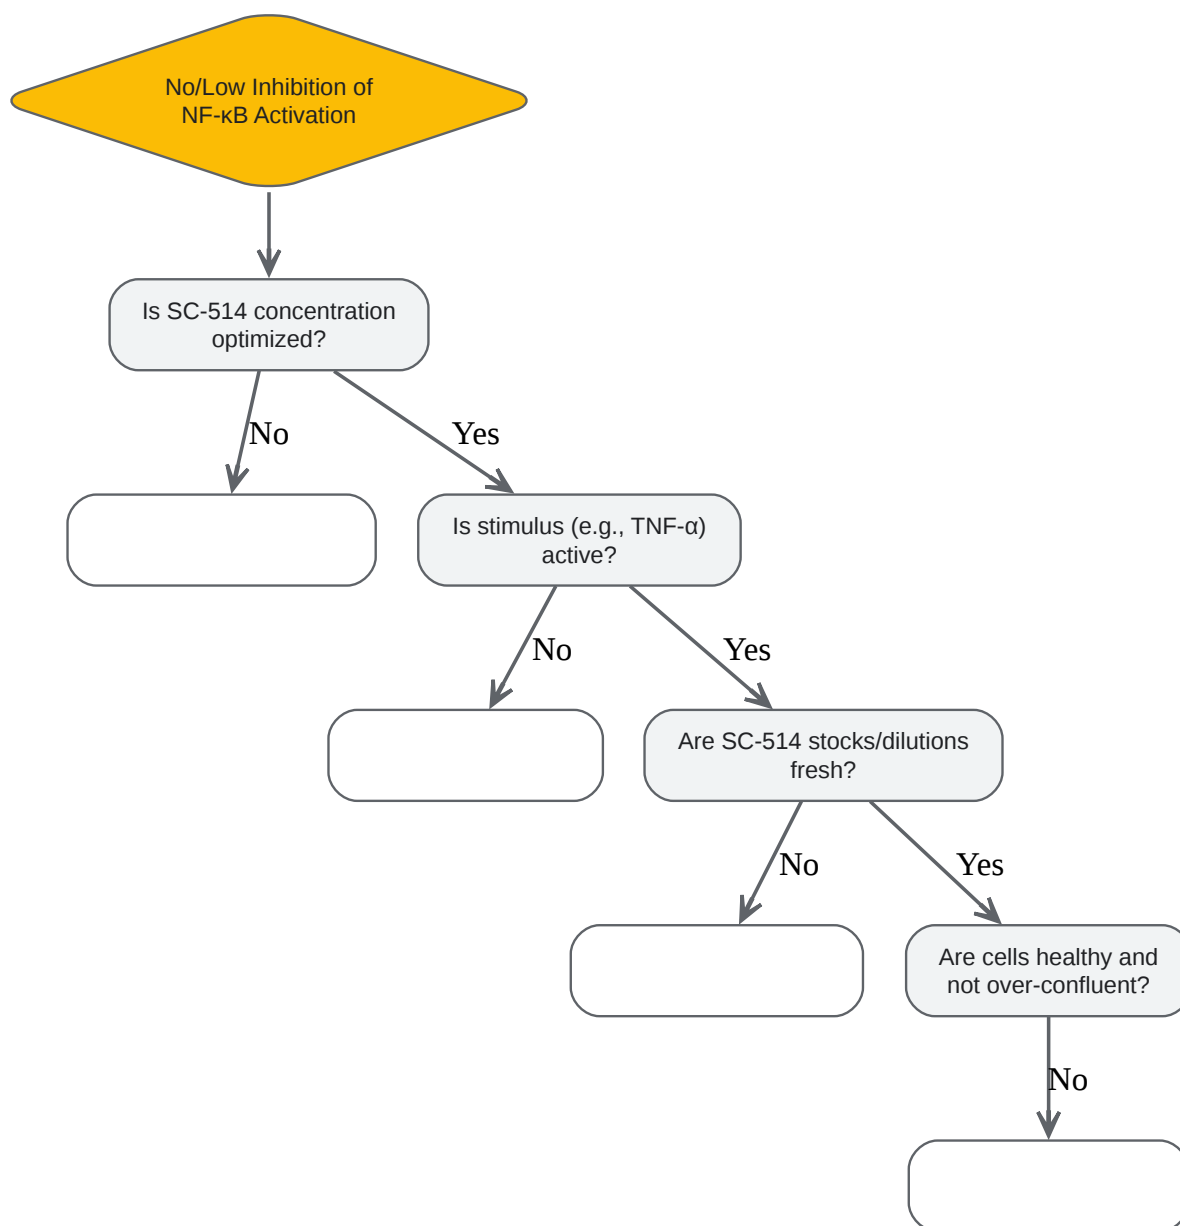 No/Low Inhibition of
NF-κB Activation
Is SC-514 concentration
optimized?
No
Yes
Is stimulus (e.g., TNF-α)
active?
No
Yes
Are SC-514 stocks/dilutions
fresh?
No
Yes
Are cells healthy and
not over-confluent?
No